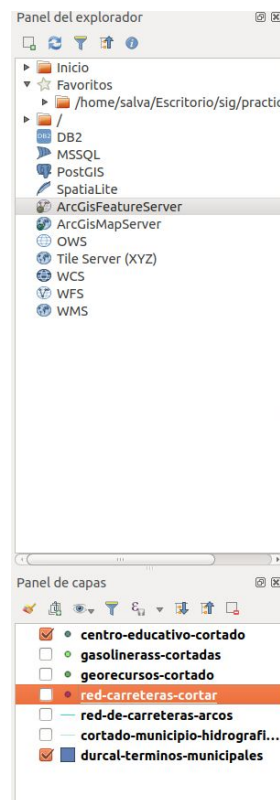 Panel del explorador
Inicio
Favoritos
/home/salva/Escritorio/sig/practic
/
DB2
MSSQL
PostGIS
SpatiaLite
ArcGisFeatureServer
ArcGisMapServer
OWS
Tile Server (XYZ)
WCS
WFS
WMS
Panel de capas
centro-educativo-cortado
gasolinerass-cortadas
georecursos-cortado
red-carreteras-cortar
red-de-carreteras-arcos
cortado-municipio-hidrografi...
durcal-terminos-municipales